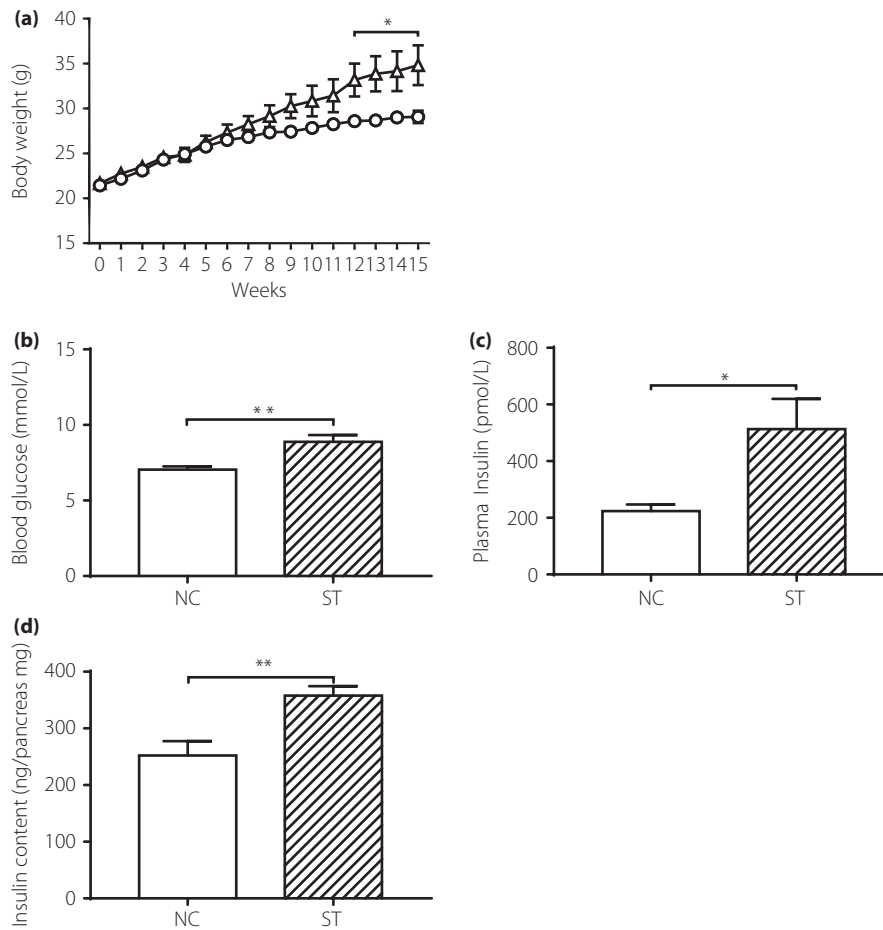 (a)
40
35
30
25
20
15
Body weight (g)
*
0 1 2 3 4 5 6 7 8 9 10 11 12 13 14 15
Weeks
(b)
15
10
5
0
Blood glucose (mmol/L)
**
NC ST
(c)
800
600
400
200
0
Plasma Insulin (pmol/L)
*
NC ST
(d)
400
300
200
100
0
Insulin content (ng/pancreas mg)
**
NC ST